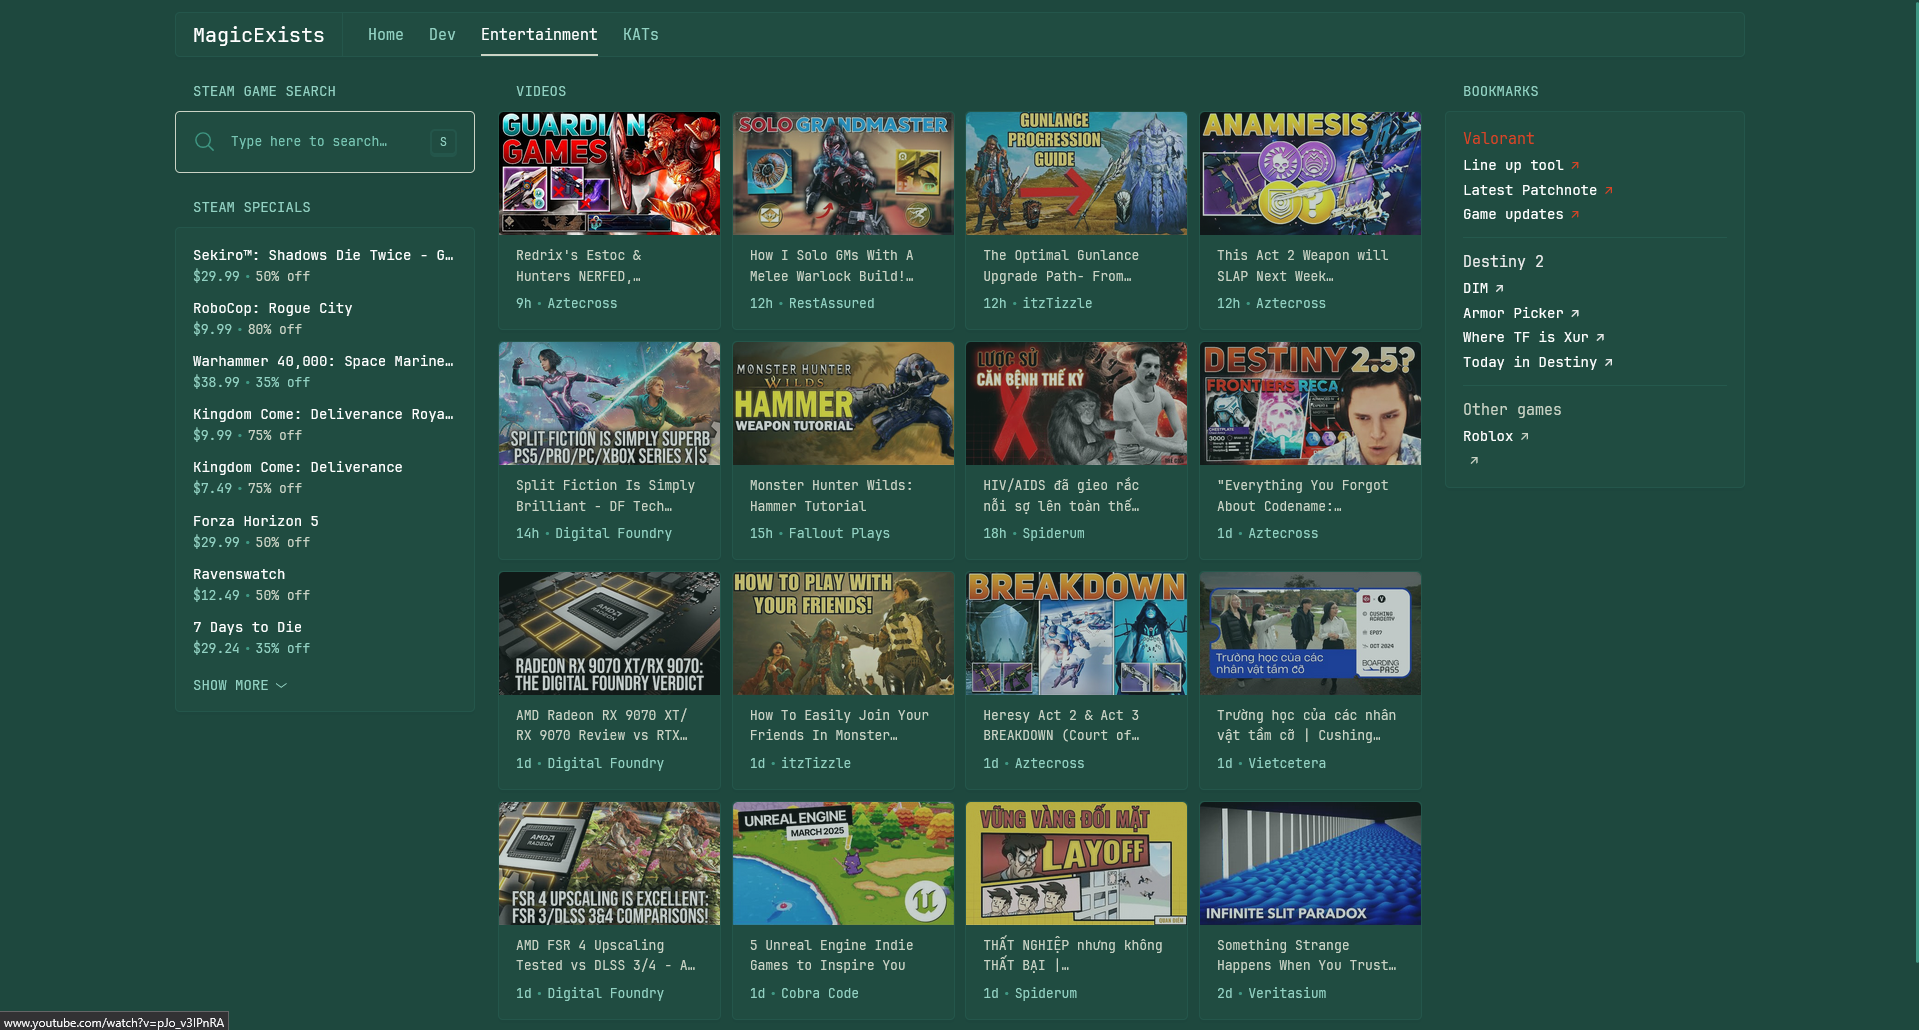 MagicExists
Home
Dev
Entertainment
KATs
STEAM GAME SEARCH
Type here to search…
S
STEAM SPECIALS
Sekiro™: Shadows Die Twice - G…
$29.99 • 50% off
RoboCop: Rogue City
$9.99 • 80% off
Warhammer 40,000: Space Marine…
$38.99 • 35% off
Kingdom Come: Deliverance Roya…
$9.99 • 75% off
Kingdom Come: Deliverance
$7.49 • 75% off
Forza Horizon 5
$29.99 • 50% off
Ravenswatch
$12.49 • 50% off
7 Days to Die
$29.24 • 35% off
SHOW MORE
VIDEOS
GUARDIAN
GAMES
Redrix's Estoc &
Hunters NERFED,…
9h • Aztecross
SOLO GRANDMASTER
How I Solo GMs With A
Melee Warlock Build!…
12h • RestAssured
GUNLANCE
PROGRESSION
GUIDE
The Optimal Gunlance
Upgrade Path- From…
12h • itzTizzle
ANAMNESIS
?
This Act 2 Weapon will
SLAP Next Week…
12h • Aztecross
SPLIT FICTION IS SIMPLY SUPERB
PS5/PRO/PC/XBOX SERIES X|S
Split Fiction Is Simply
Brilliant - DF Tech…
14h • Digital Foundry
MONSTER HUNTER
WILDS
HAMMER
WEAPON TUTORIAL
Monster Hunter Wilds:
Hammer Tutorial
15h • Fallout Plays
LƯỢC SỬ
CĂN BỆNH THẾ KỶ
HIV/AIDS đã gieo rắc
nỗi sợ lên toàn thế…
18h • Spiderum
DESTINY 2.5?
FRONTIERS RECA
3000
"Everything You Forgot
About Codename:…
1d • Aztecross
AMD
RADEON
RADEON RX 9070 XT/RX 9070:
THE DIGITAL FOUNDRY VERDICT
AMD Radeon RX 9070 XT/
RX 9070 Review vs RTX…
1d • Digital Foundry
HOW TO PLAY WITH
YOUR FRIENDS!
How To Easily Join Your
Friends In Monster…
1d • itzTizzle
BREAKDOWN
Heresy Act 2 & Act 3
BREAKDOWN (Court of…
1d • Aztecross
CUSHING
ACADEMY
EP07
OCT 2024
BOARDING
PASS
Trường học của các
nhân vật tầm cỡ
Trường học của các nhân
vật tầm cỡ | Cushing…
1d • Vietcetera
AMD
RADEON
FSR 4 UPSCALING IS EXCELLENT:
FSR 3/DLSS 3&4 COMPARISONS!
AMD FSR 4 Upscaling
Tested vs DLSS 3/4 - A…
1d • Digital Foundry
UNREAL ENGINE
MARCH 2025
5 Unreal Engine Indie
Games to Inspire You
1d • Cobra Code
VỮNG VÀNG ĐỐI MẶT
LAYOFF
QUAN ĐIỂM
THẤT NGHIỆP nhưng không
THẤT BẠI |…
1d • Spiderum
INFINITE SLIT PARADOX
Something Strange
Happens When You Trust…
2d • Veritasium
BOOKMARKS
Valorant
Line up tool
Latest Patchnote
Game updates
Destiny 2
DIM
Armor Picker
Where TF is Xur
Today in Destiny
Other games
Roblox
www.youtube.com/watch?v=pJo_v3IPnRA